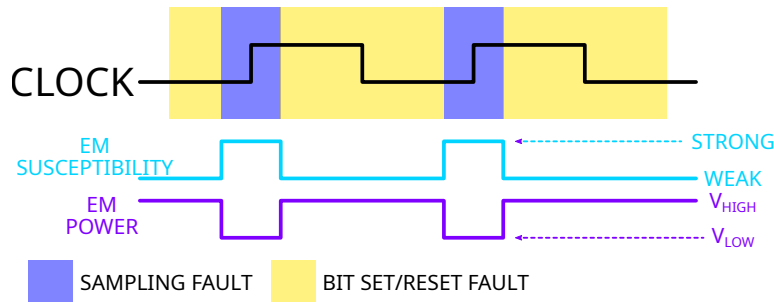 CLOCK
EM
SUSCEPTIBILITY
STRONG
WEAK
EM
POWER
VHIGH
VLOW
SAMPLING FAULT
BIT SET/RESET FAULT